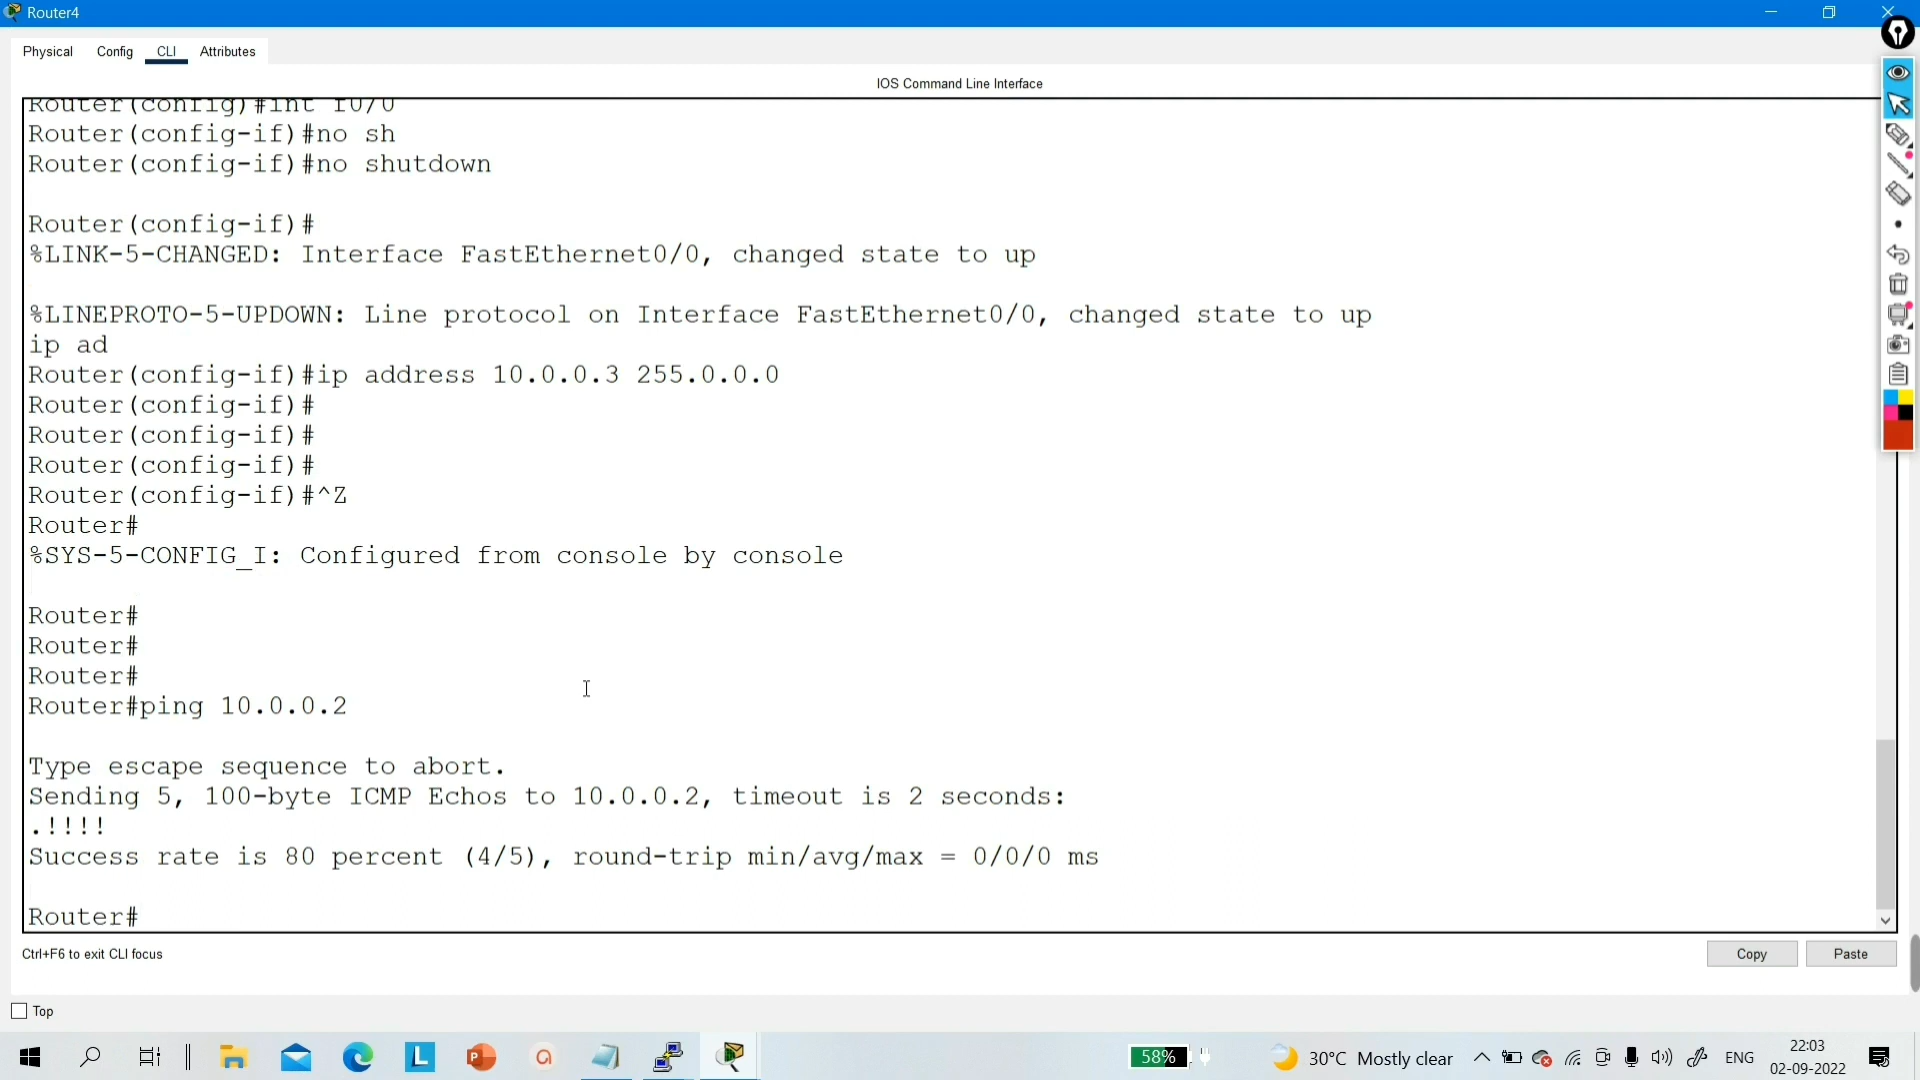 Router4
Physical Config CLI Attributes
IOS Command Line Interface
Router(config)#int f0/0
Router(config-if)#no sh
Router(config-if)#no shutdown
Router(config-if)#
%LINK-5-CHANGED: Interface FastEthernet0/0, changed state to up
%LINEPROTO-5-UPDOWN: Line protocol on Interface FastEthernet0/0, changed state to up
ip ad
Router(config-if)#ip address 10.0.0.3 255.0.0.0
Router(config-if)#
Router(config-if)#
Router(config-if)#
Router(config-if)#^Z
Router#
%SYS-5-CONFIG_I: Configured from console by console
Router#
Router#
Router#
Router#ping 10.0.0.2
Type escape sequence to abort.
Sending 5, 100-byte ICMP Echos to 10.0.0.2, timeout is 2 seconds:
.!!!!
Success rate is 80 percent (4/5), round-trip min/avg/max = 0/0/0 ms
Router#
Ctrl+F6 to exit CLI focus
Copy Paste
Top
L
P
a
58%
30°C Mostly clear
ENG
22:03
02-09-2022